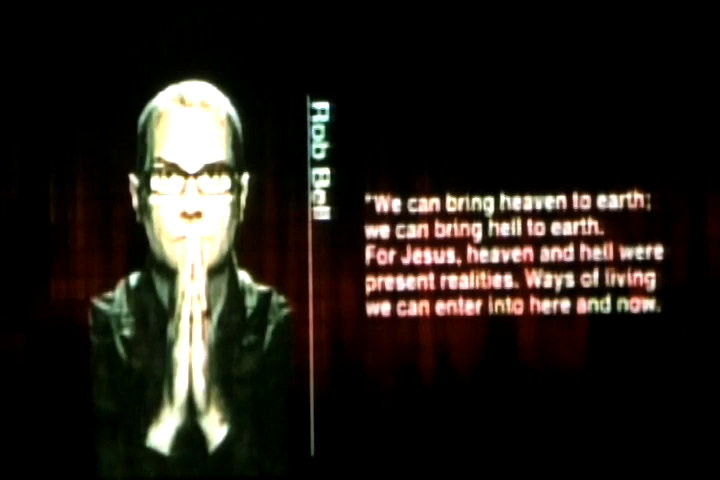 Rob Bell
"We can bring heaven to earth;
we can bring hell to earth.
For Jesus, heaven and hell were
present realities. Ways of living
we can enter into here and now.